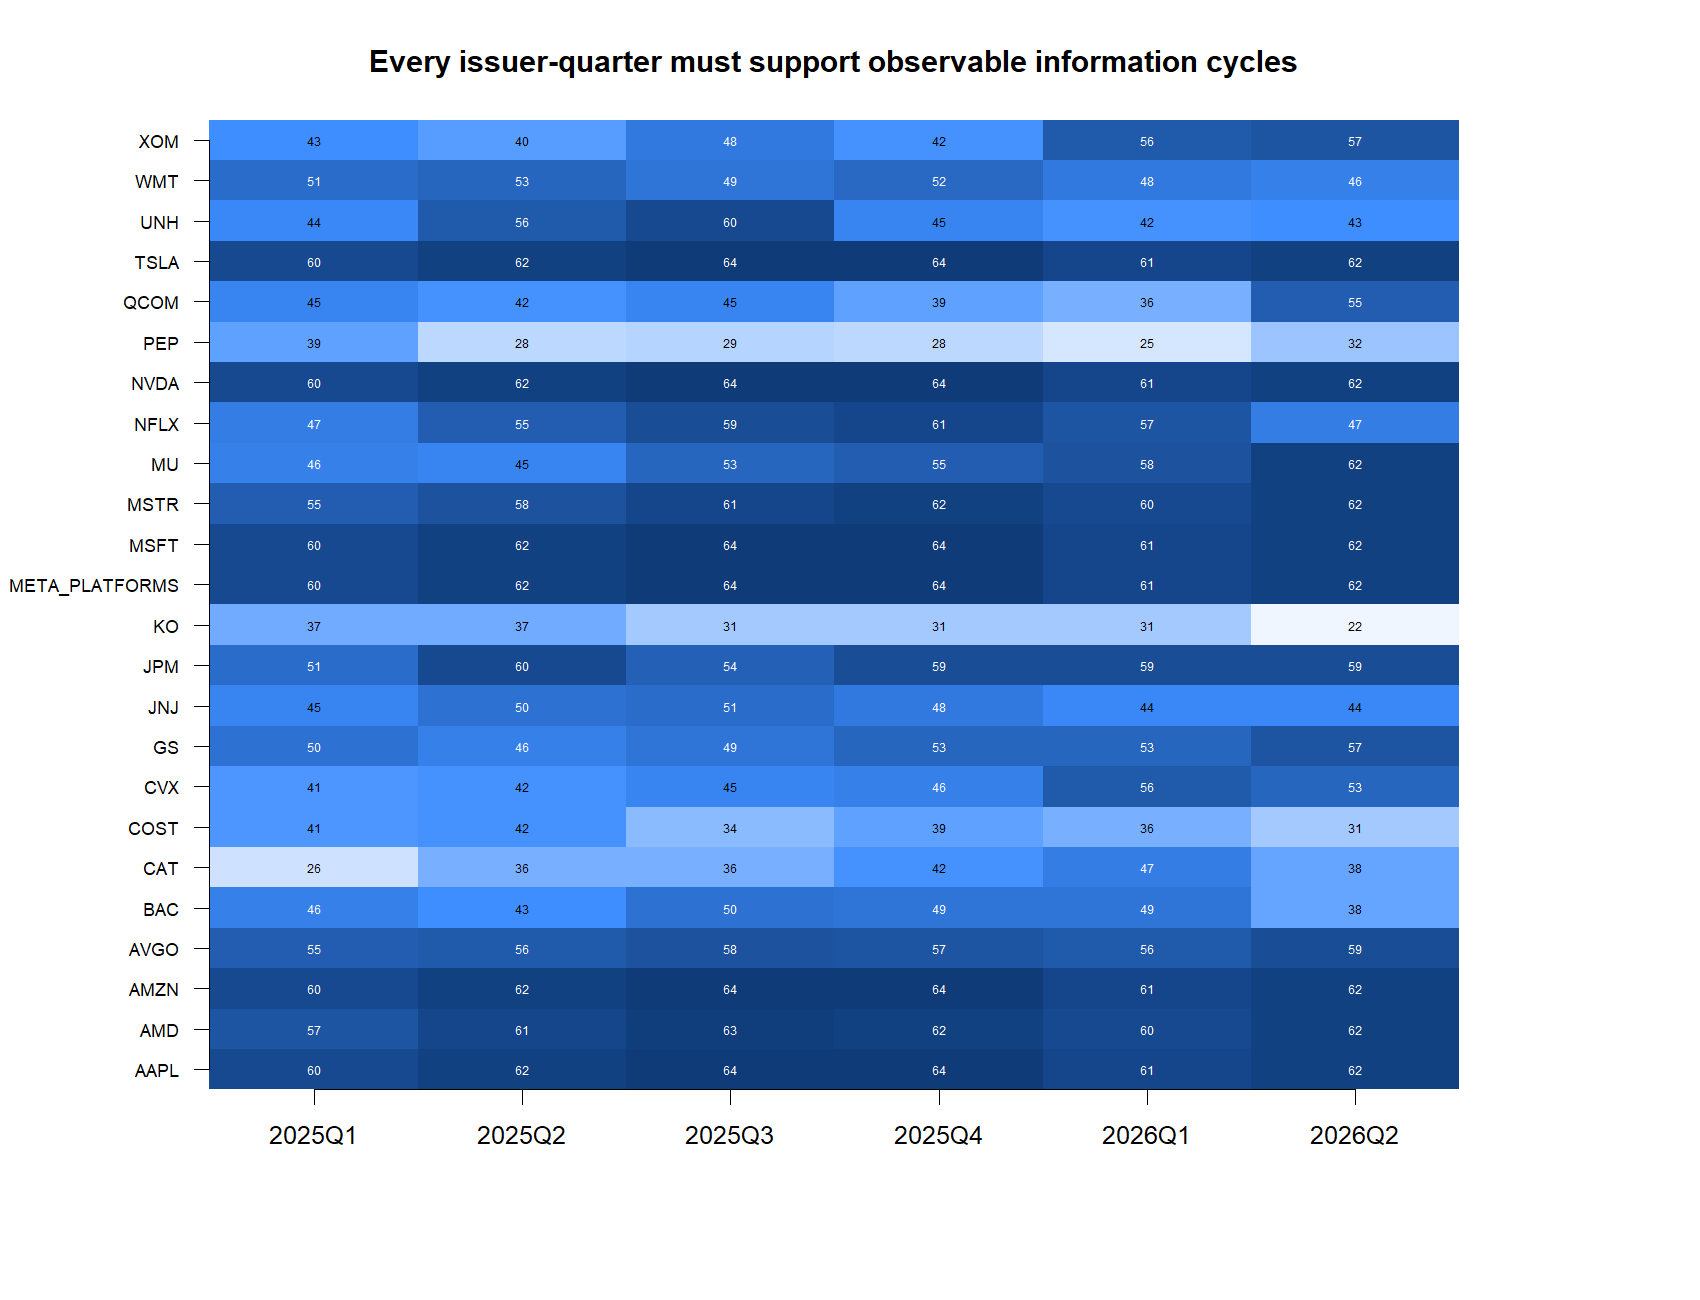 Every issuer-quarter must support observable information cycles
XOM 43 40 48 42 56 57
WMT 51 53 49 52 48 46
UNH 44 56 60 45 42 43
TSLA 60 62 64 64 61 62
QCOM 45 42 45 39 36 55
PEP 39 28 29 28 25 32
NVDA 60 62 64 64 61 62
NFLX 47 55 59 61 57 47
MU 46 45 53 55 58 62
MSTR 55 58 61 62 60 62
MSFT 60 62 64 64 61 62
META_PLATFORMS 60 62 64 64 61 62
KO 37 37 31 31 31 22
JPM 51 60 54 59 59 59
JNJ 45 50 51 48 44 44
GS 50 46 49 53 53 57
CVX 41 42 45 46 56 53
COST 41 42 34 39 36 31
CAT 26 36 36 42 47 38
BAC 46 43 50 49 49 38
AVGO 55 56 58 57 56 59
AMZN 60 62 64 64 61 62
AMD 57 61 63 62 60 62
AAPL 60 62 64 64 61 62
2025Q1 2025Q2 2025Q3 2025Q4 2026Q1 2026Q2